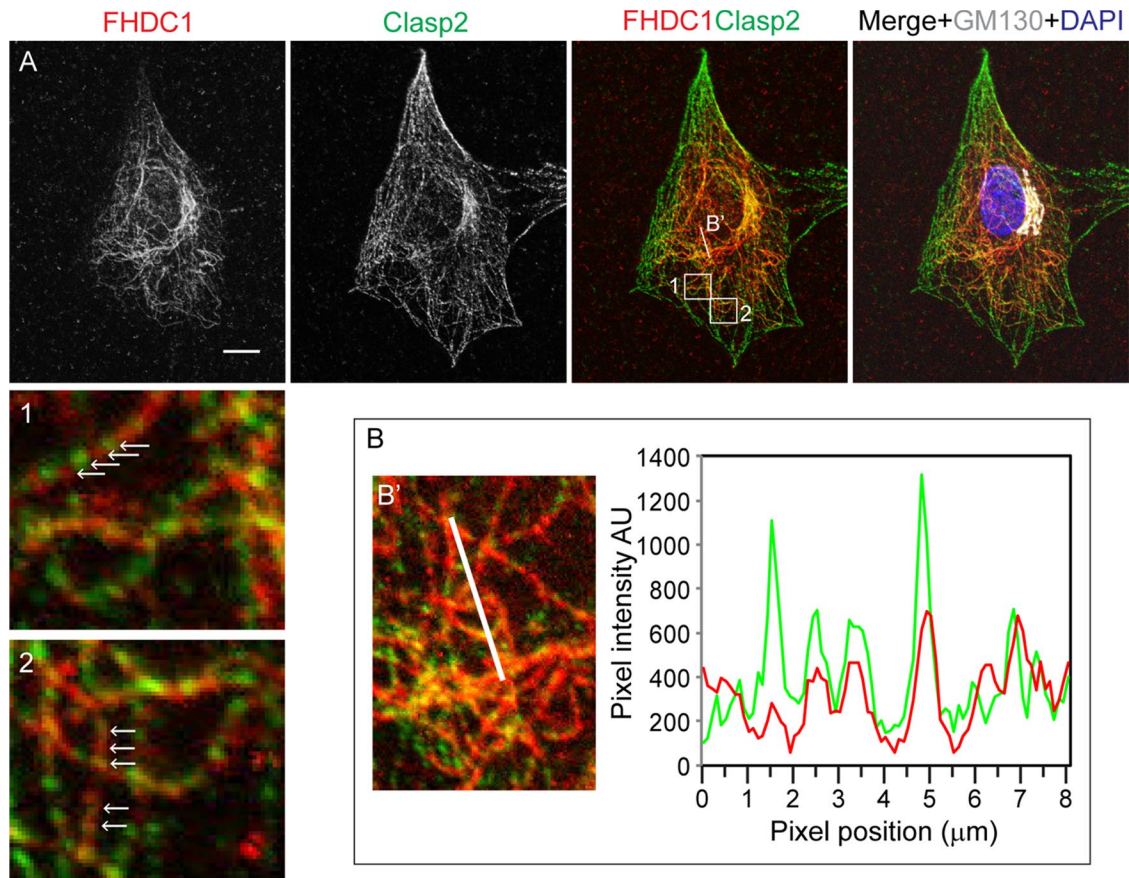 FHDC1 Clasp2 FHDC1Clasp2 Merge+GM130+DAPI
A
B'
1
2
1
2
B
B'
Pixel intensity AU
1400
1200
1000
800
600
400
200
0
0 1 2 3 4 5 6 7 8
Pixel position (μm)